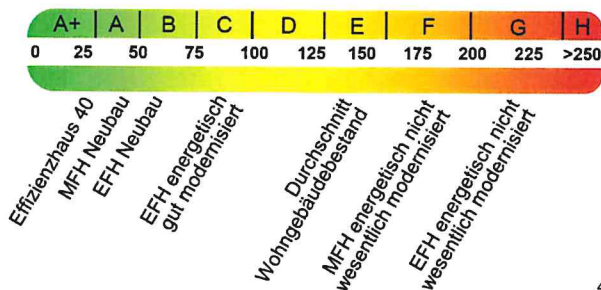 A+ A B C D E F G H
0 25 50 75 100 125 150 175 200 225 >250
Effizienzhaus 40
MFH Neubau
EFH Neubau
EFH energetisch
gut modernisiert
Durchschnitt
Wohngebäudebestand
MFH energetisch nicht
wesentlich modernisiert
EFH energetisch nicht
wesentlich modernisiert